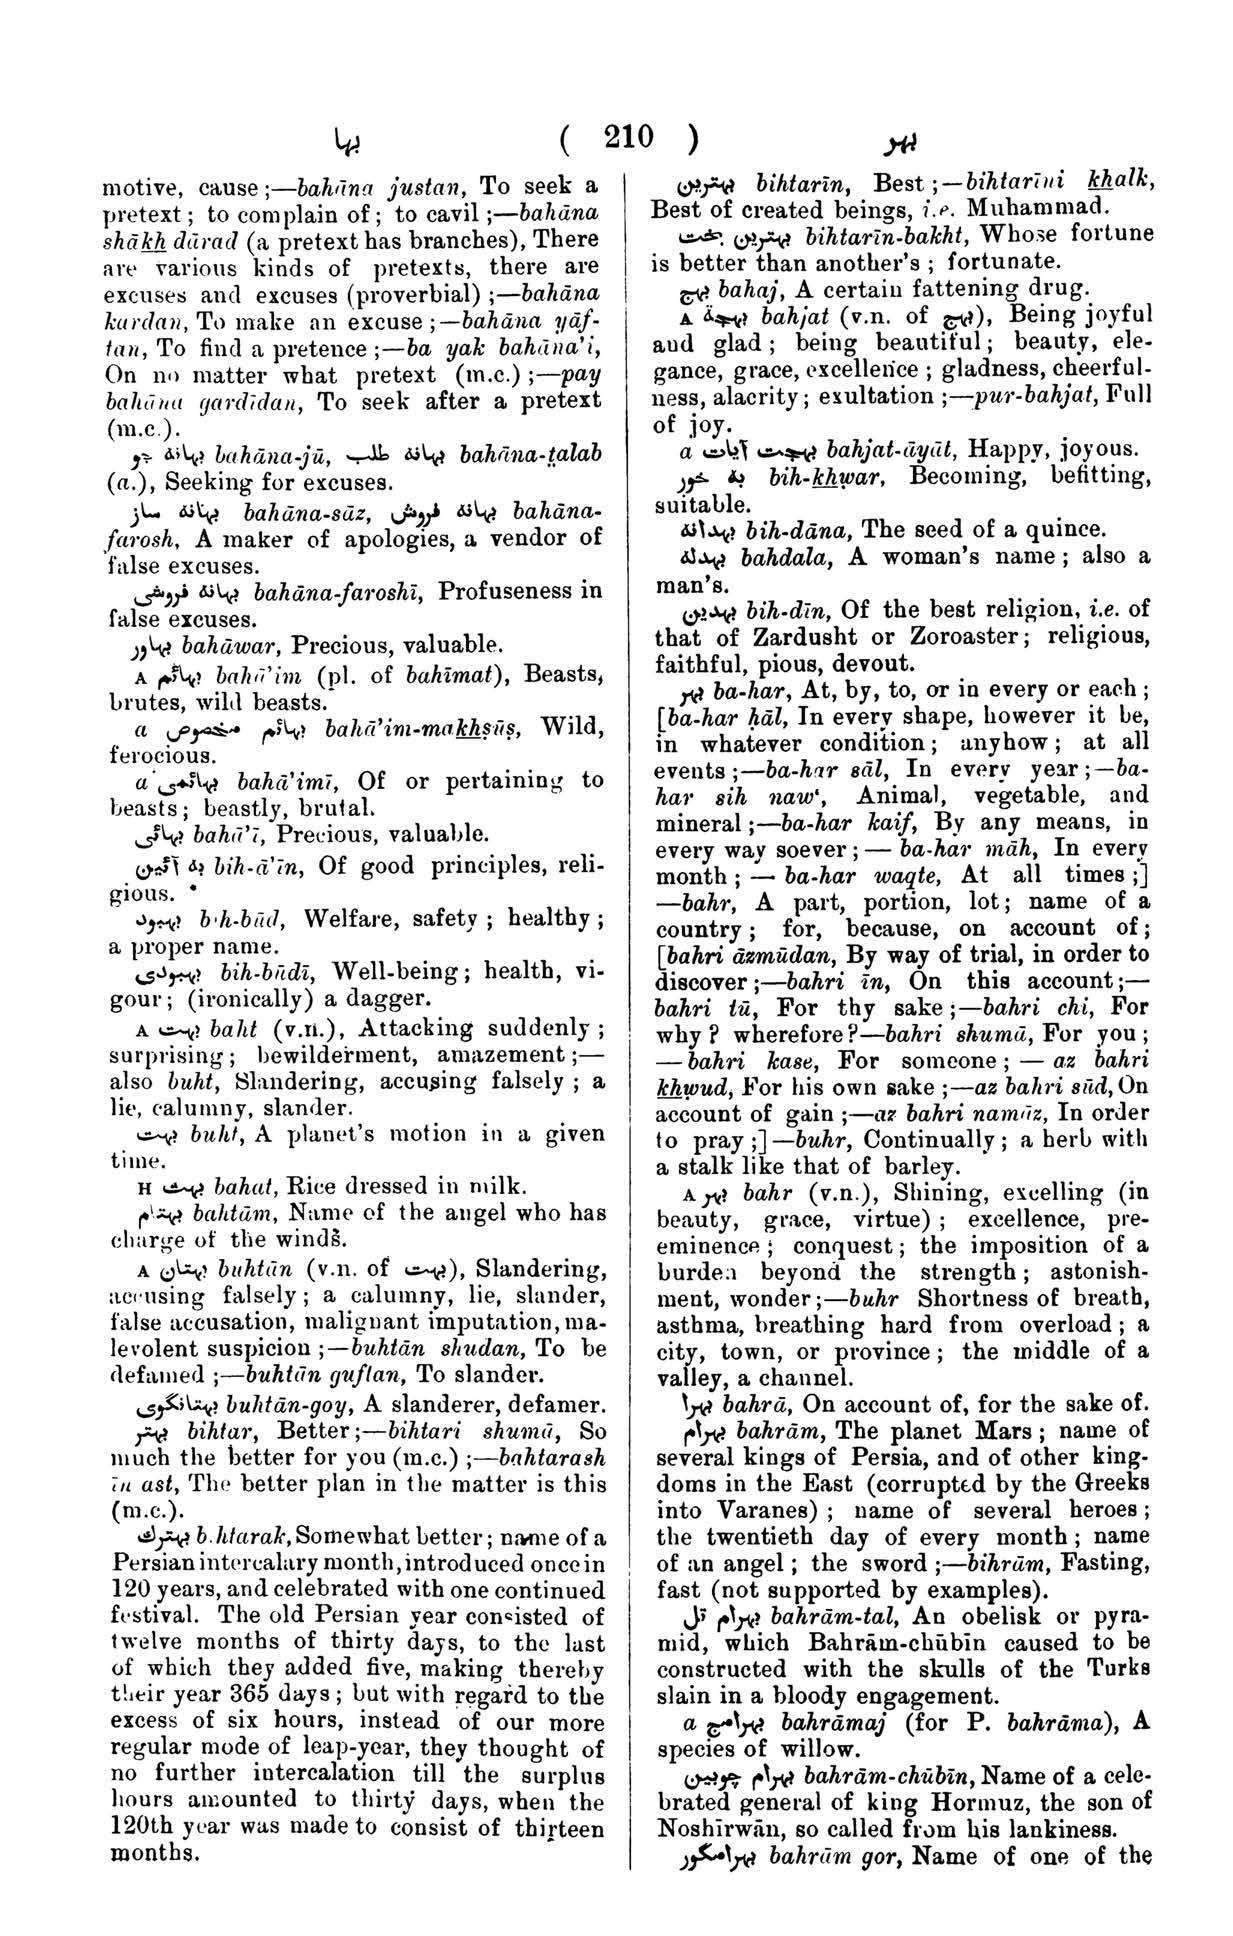 بها ( 210 ) بهر
motive, cause ;—bahāna justan, To seek a
pretext ; to complain of ; to cavil ;—bahāna
shākh dārad (a pretext has branches), There
are various kinds of pretexts, there are
excuses and excuses (proverbial) ;—bahāna
kardan, To make an excuse ;—bahāna yāf-
tan, To find a pretence ;—ba yak bahāna'i,
On no matter what pretext (m.c.) ;—pay
bahāna gardīdan, To seek after a pretext
(m.c.).
بهانه جو bahāna-jū, بهانه طلب bahāna-t̤alab
(a.), Seeking for excuses.
بهانه ساز bahāna-sāz, بهانه فروش bahāna-
farosh, A maker of apologies, a vendor of
false excuses.
بهانه فروشی bahāna-faroshī, Profuseness in
false excuses.
بهاور bahāwar, Precious, valuable.
A بهائم bahā'im (pl. of bahīmat), Beasts,
brutes, wild beasts.
a بهائم مخصوص bahā'im-makhṣūṣ, Wild,
ferocious.
a بهائمی bahā'imī, Of or pertaining to
beasts ; beastly, brutal.
بهائی bahā'ī, Precious, valuable.
به آئین bih-ā'īn, Of good principles, reli-
gious.
بهبود bih-būd, Welfare, safety ; healthy ;
a proper name.
بهبودی bih-būdī, Well-being ; health, vi-
gour ; (ironically) a dagger.
A بهت baht (v.n.), Attacking suddenly ;
surprising ; bewilderment, amazement ;—
also buht, Slandering, accusing falsely ; a
lie, calumny, slander.
بهت buht, A planet's motion in a given
time.
H بهت bahat, Rice dressed in milk.
بهتام bahtām, Name of the angel who has
charge of the winds.
A بهتان buhtān (v.n. of بهت), Slandering,
accusing falsely ; a calumny, lie, slander,
false accusation, malignant imputation, ma-
levolent suspicion ;—buhtān shudan, To be
defamed ;—buhtān guftan, To slander.
بهتانگوی buhtān-goy, A slanderer, defamer.
بهتر bihtar, Better ;—bihtari shumā, So
much the better for you (m.c.) ;—bahtarash
īn ast, The better plan in the matter is this
(m.c.).
بهترك bihtarak, Somewhat better ; name of a
Persian intercalary month, introduced once in
120 years, and celebrated with one continued
festival. The old Persian year consisted of
twelve months of thirty days, to the last
of which they added five, making thereby
their year 365 days ; but with regard to the
excess of six hours, instead of our more
regular mode of leap-year, they thought of
no further intercalation till the surplus
hours amounted to thirty days, when the
120th year was made to consist of thirteen
months.
بهترین bihtarīn, Best ;—bihtarīni khalk,
Best of created beings, i.e. Muhammad.
بهترین بخت bihtarīn-bakht, Whose fortune
is better than another's ; fortunate.
بهج bahaj, A certain fattening drug.
A بهجة bahjat (v.n. of بهج), Being joyful
and glad ; being beautiful ; beauty, ele-
gance, grace, excellence ; gladness, cheerful-
ness, alacrity ; exultation ;—pur-bahjat, Full
of joy.
a بهجت آیات bahjat-āyāt, Happy, joyous.
به خور bih-khwar, Becoming, befitting,
suitable.
بهدانه bih-dāna, The seed of a quince.
بهدله bahdala, A woman's name ; also a
man's.
بهدین bih-dīn, Of the best religion, i.e. of
that of Zardusht or Zoroaster ; religious,
faithful, pious, devout.
بهر ba-har, At, by, to, or in every or each ;
[ba-har ḥāl, In every shape, however it be,
in whatever condition ; anyhow ; at all
events ;—ba-har sāl, In every year ;—ba-
har sih naw‘, Animal, vegetable, and
mineral ;—ba-har kaif, By any means, in
every way soever ; — ba-har māh, In every
month ; — ba-har waqte, At all times ;]
—bahr, A part, portion, lot ; name of a
country ; for, because, on account of ;
[bahri āzmūdan, By way of trial, in order to
discover ;—bahri īn, On this account ;—
bahri tū, For thy sake ;—bahri chi, For
why ? wherefore ?—bahri shumā, For you ;
— bahri kase, For someone ; — az bahri
khwud, For his own sake ;—az bahri sūd, On
account of gain ;—az bahri namāz, In order
to pray ;]—buhr, Continually ; a herb with
a stalk like that of barley.
A بهر bahr (v.n.), Shining, excelling (in
beauty, grace, virtue) ; excellence, pre-
eminence ; conquest ; the imposition of a
burden beyond the strength ; astonish-
ment, wonder ;—buhr Shortness of breath,
asthma, breathing hard from overload ; a
city, town, or province ; the middle of a
valley, a channel.
بهرا bahrā, On account of, for the sake of.
بهرام bahrām, The planet Mars ; name of
several kings of Persia, and of other king-
doms in the East (corrupted by the Greeks
into Varanes) ; name of several heroes ;
the twentieth day of every month ; name
of an angel ; the sword ;—bihrām, Fasting,
fast (not supported by examples).
بهرام تل bahrām-tal, An obelisk or pyra-
mid, which Bahrām-chūbīn caused to be
constructed with the skulls of the Turks
slain in a bloody engagement.
a بهرامج bahrāmaj (for P. bahrāma), A
species of willow.
بهرام چوبین bahrām-chūbīn, Name of a cele-
brated general of king Hormuz, the son of
Noshīrwān, so called from his lankiness.
بهرامگور bahrām gor, Name of one of the